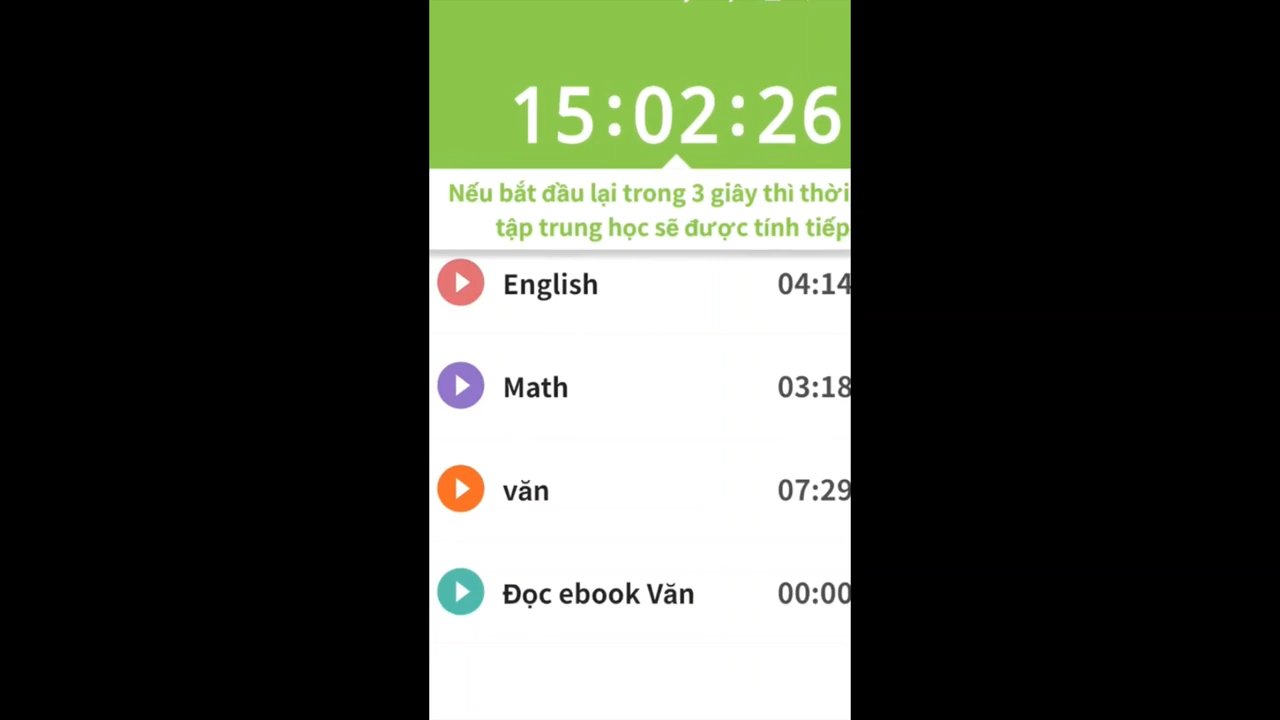 15:02:26
Nếu bắt đầu lại trong 3 giây thì thời
tập trung học sẽ được tính tiếp
English 04:14
Math 03:18
văn 07:29
Đọc ebook Văn 00:00